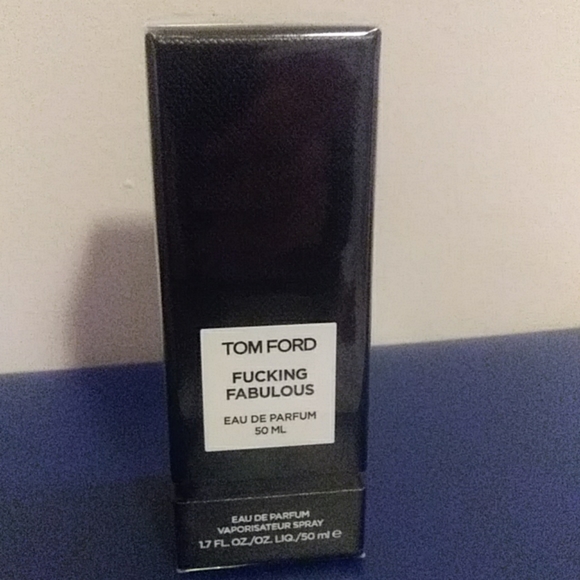 TOM FORD
FUCKING
FABULOUS
EAU DE PARFUM
50 ML
EAU DE PARFUM
VAPORISATEUR SPRAY
1.7 FL. OZ./OZ. LIQ./50 ml ℮